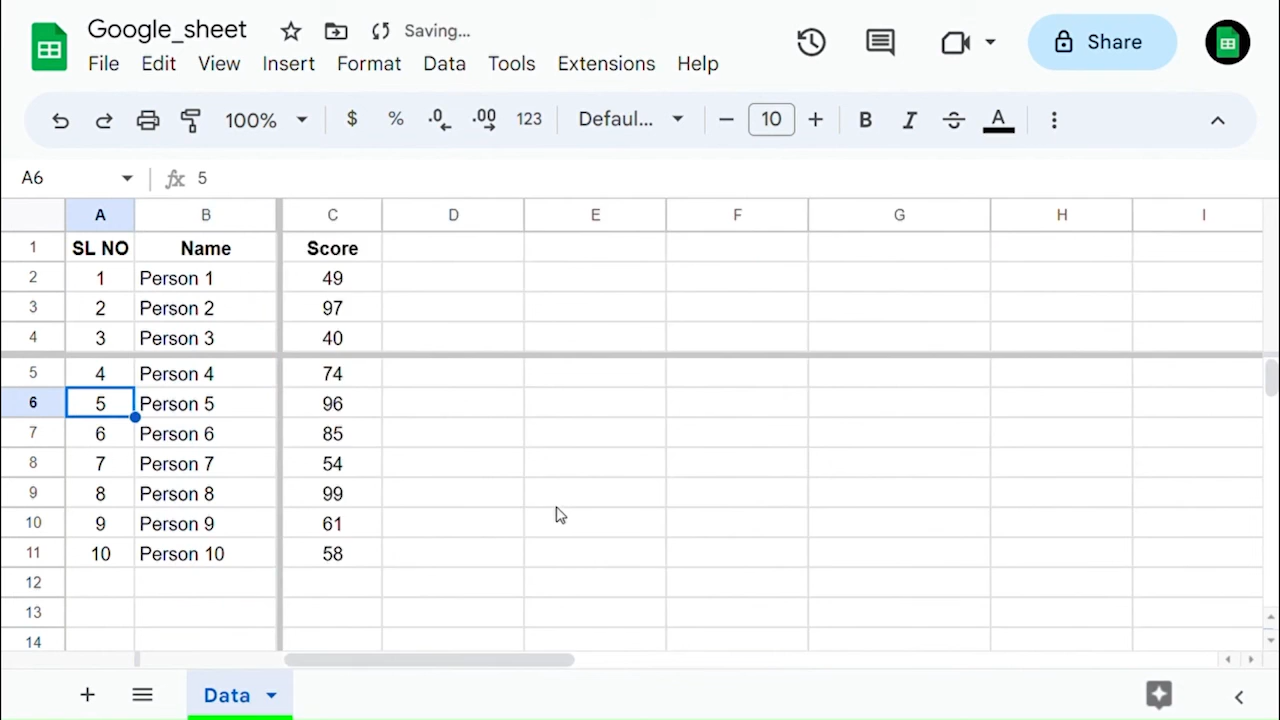 Google_sheet Saving...
File Edit View Insert Format Data Tools Extensions Help
Share
100% $ % .0 .00 123 Defaul... − 10 + B I S A
A6 fx 5
A B C D E F G H I
1 SL NO Name Score
2 1 Person 1 49
3 2 Person 2 97
4 3 Person 3 40
5 4 Person 4 74
6 5 Person 5 96
7 6 Person 6 85
8 7 Person 7 54
9 8 Person 8 99
10 9 Person 9 61
11 10 Person 10 58
12
13
14
Data